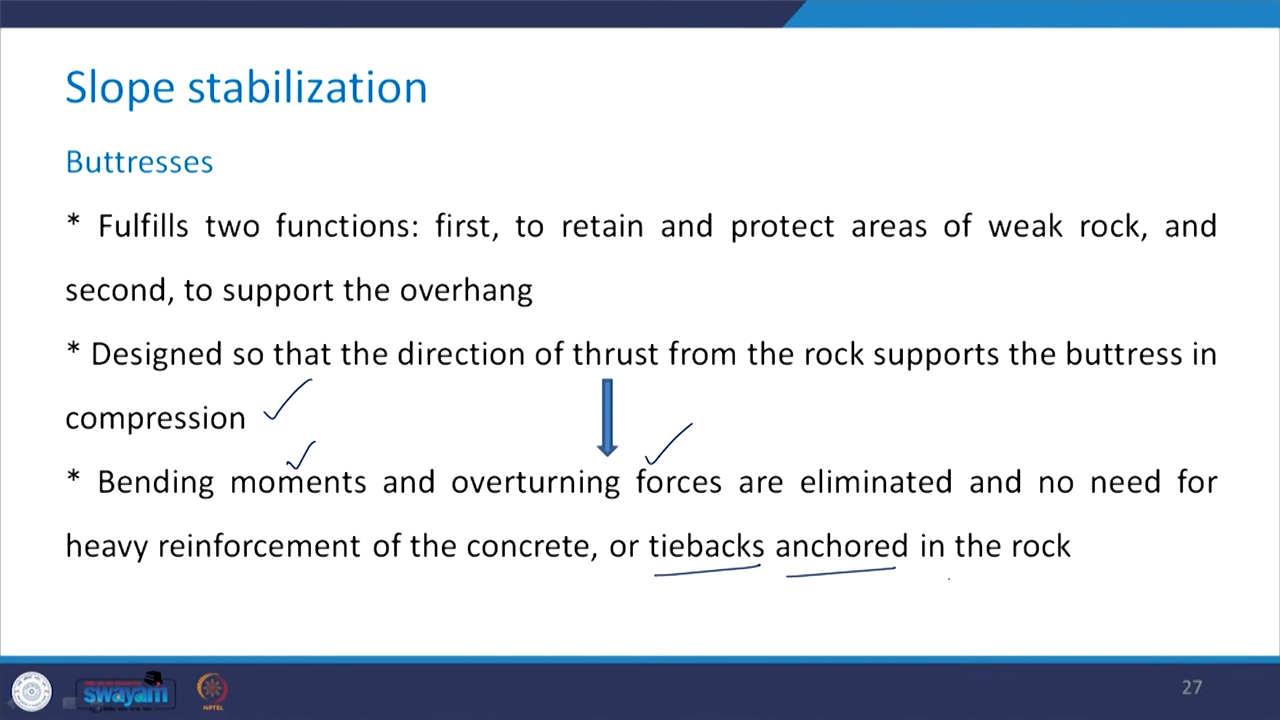 Slope stabilization
Buttresses
* Fulfills two functions: first, to retain and protect areas of weak rock, and
second, to support the overhang
* Designed so that the direction of thrust from the rock supports the buttress in
compression
* Bending moments and overturning forces are eliminated and no need for
heavy reinforcement of the concrete, or tiebacks anchored in the rock
swayam
NPTEL
27